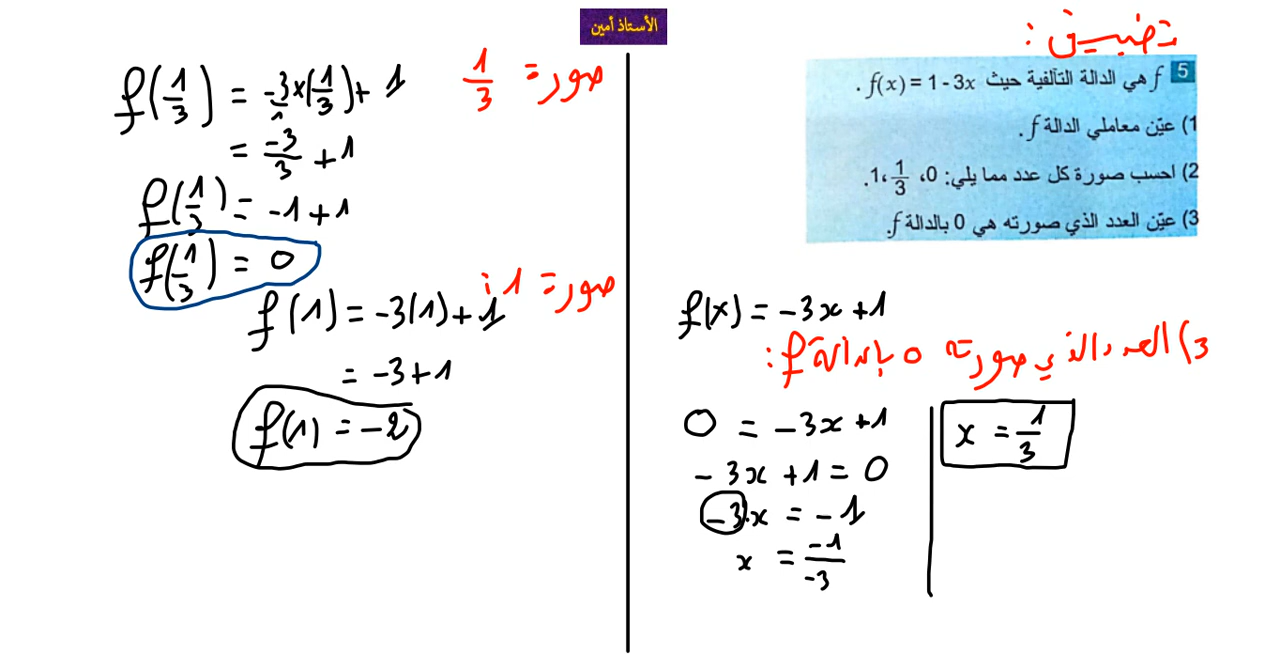 الأستاذ أمين
تطبيق :
5 f هي الدالة التآلفية حيث f(x) = 1 - 3x .
1) عيّن معاملي الدالة f .
2) احسب صورة كل عدد مما يلي: 0، 1/3 ،1.
3) عيّن العدد الذي صورته هي 0 بالدالة f.
f(x) = -3x + 1
3) العدد الذي صورته 0 بالدالة f :
0 = -3x + 1
-3x + 1 = 0
-3x = -1
x = -1/-3
x = 1/3
صورة 1/3
f(1/3) = -3/1 × (1/3) + 1
= -3/3 + 1
f(1/3) = -1 + 1
f(1/3) = 0
صورة 1 :
f(1) = -3(1) + 1
= -3 + 1
f(1) = -2